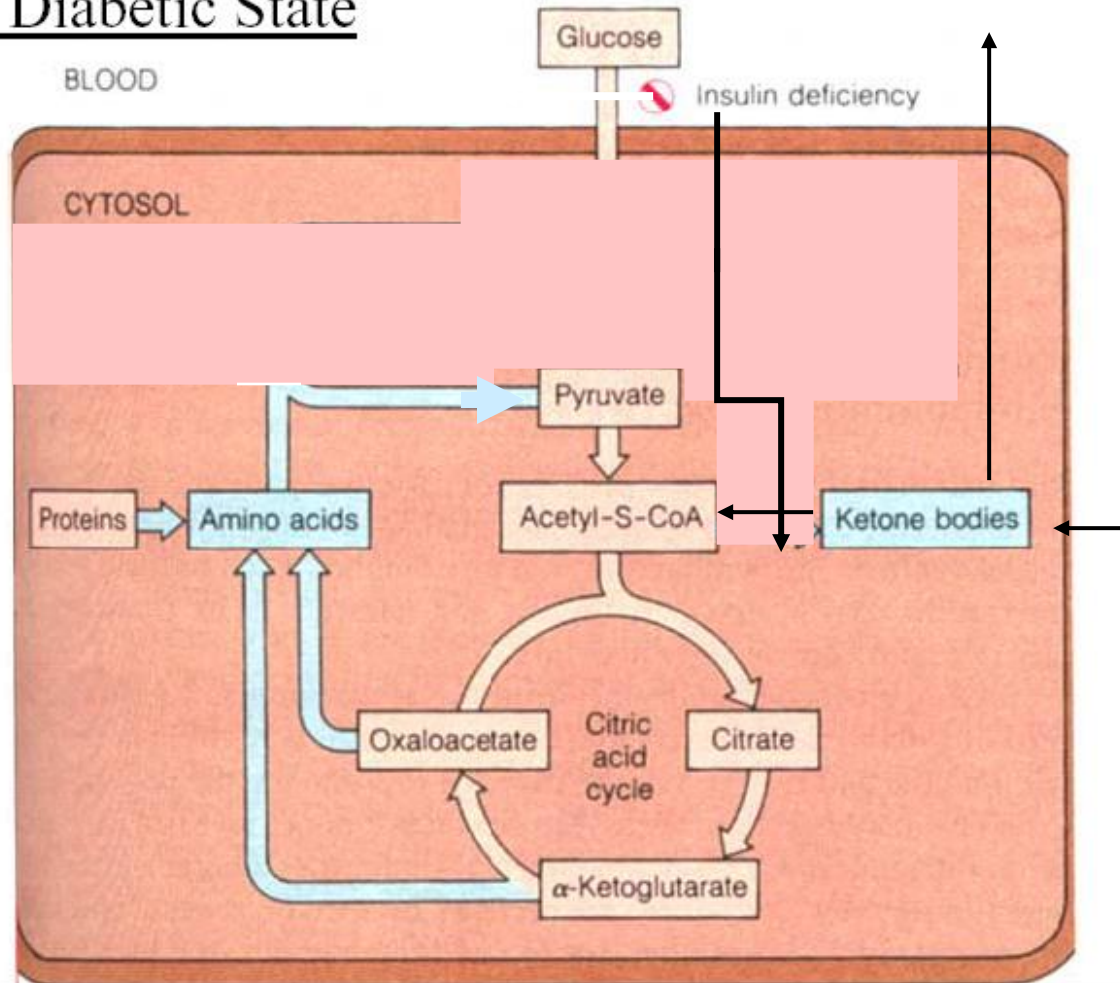 Diabetic State
Glucose
BLOOD
Insulin deficiency
CYTOSOL
Pyruvate
Proteins
Amino acids
Acetyl-S-CoA
Ketone bodies
Oxaloacetate
Citric
acid
cycle
Citrate
α-Ketoglutarate